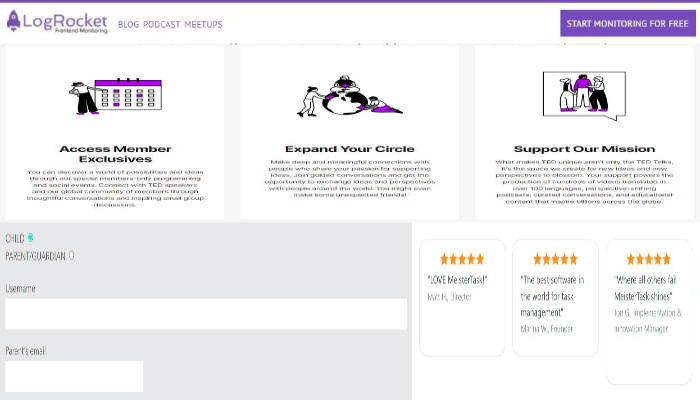 LogRocket
Frontend Monitoring
BLOG PODCAST MEETUPS
START MONITORING FOR FREE
Access Member
Exclusives
You can discover a world of possibilities and ideas
through our special members-only programming
and social events. Connect with TED speakers
and our global community of members through
thoughtful conversations and inspiring small group
discussions.
Expand Your Circle
Make deep and meaningful connections with
people who share your passion for supporting
ideas. Join guided conversations and get the
opportunity to exchange ideas and perspectives
with people around the world. You might even
make some unexpected friends!
Support Our Mission
What makes TED unique aren't only the TED Talks,
it's the space we create for new ideas and new
perspectives to blossom. Your support powers the
production of hundreds of videos translated in
over 100 languages, perspective-shifting
podcasts, curated conversations, and educational
content that inspire billions across the globe.
CHILD
PARENT/GUARDIAN
Username
Parent's email
"LOVE MeisterTask!"
Matt H., Director
"The best software in
the world for task
management"
Marina W., Founder
"Where all others fail
MeisterTask shines"
Jon G., Implementation &
Innovation Manager